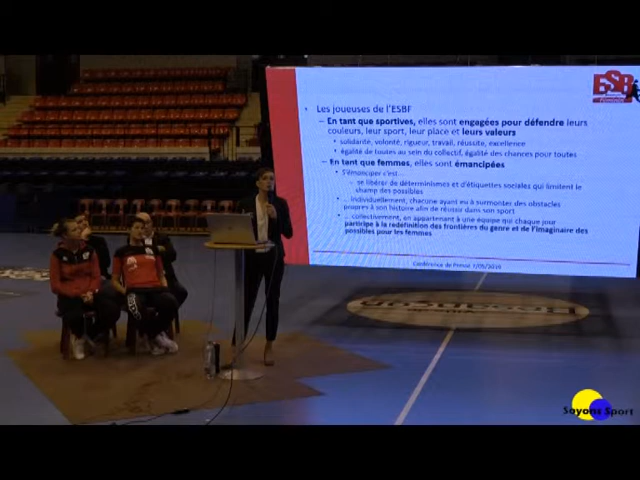 ESB
Les joueuses de l'ESBF
– En tant que sportives, elles sont engagées pour défendre leurs
couleurs, leur sport, leur place et leurs valeurs
• solidarité, volonté, rigueur, travail, réussite, excellence
• égalité de toutes au sein du collectif, égalité des chances pour toutes
– En tant que femmes, elles sont émancipées
• S'émanciper c'est…
– se libérer de déterminismes et d'étiquettes sociales qui limitent le
champ des possibles
• … individuellement, chacune ayant eu à surmonter des obstacles
propres à son histoire afin de réussir dans son sport
• … collectivement, en appartenant à une équipe qui chaque jour
participe à la redéfinition des frontières du genre et de l'imaginaire des
possibles pour les femmes
Conférence de Presse
Sayons Sport